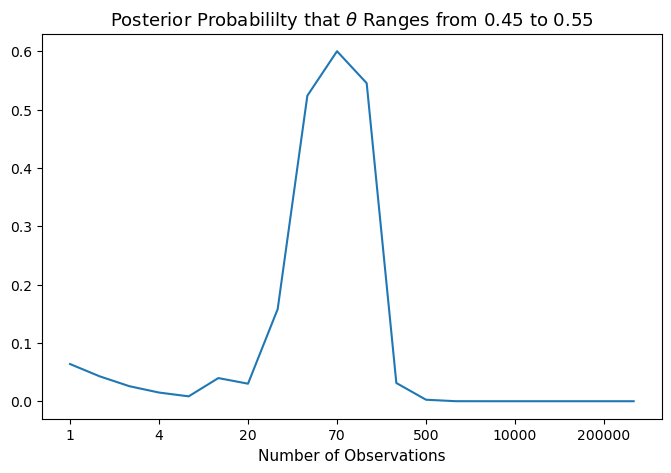 Posterior Probabililty that θ Ranges from 0.45 to 0.55
0.6
0.5
0.4
0.3
0.2
0.1
0.0
1 4 20 70 500 10000 200000
Number of Observations